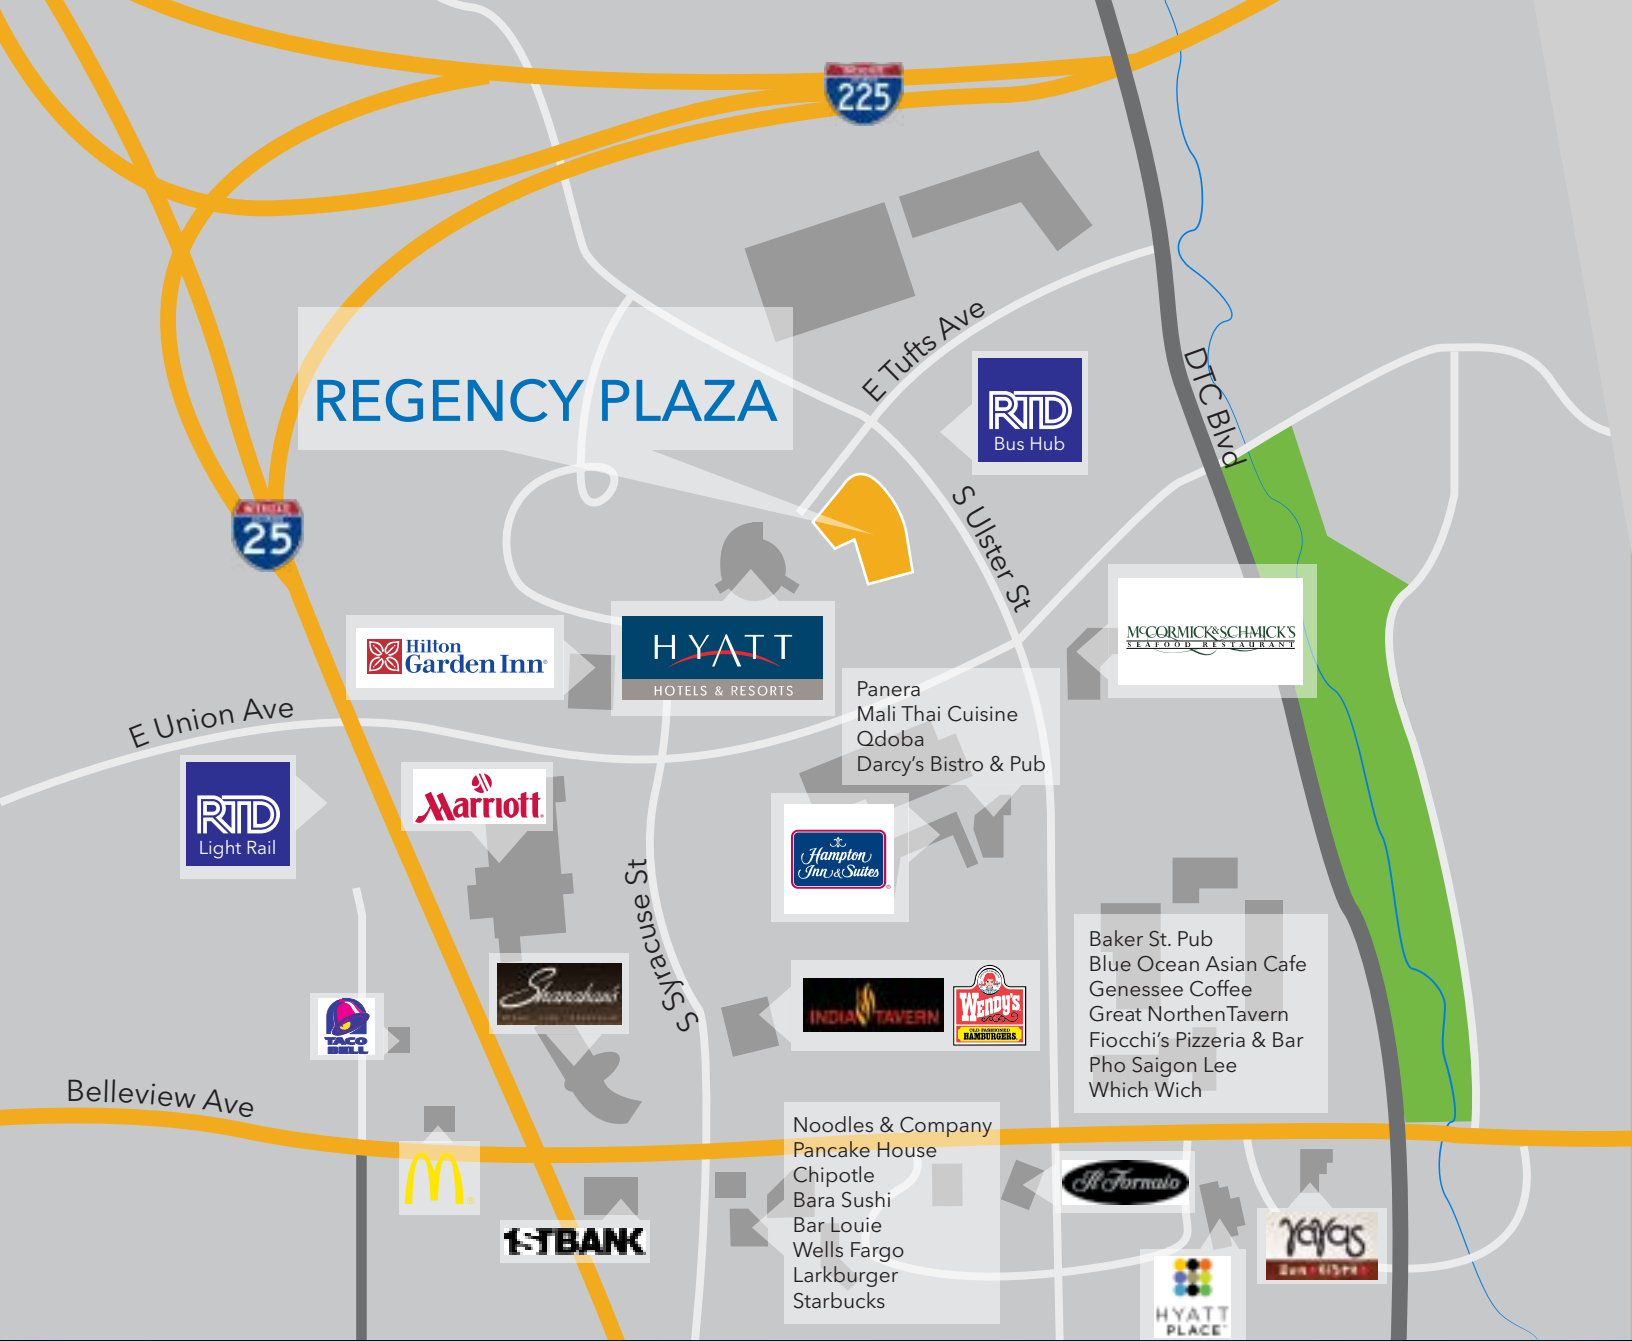 INTERSTATE
225
E Tufts Ave
REGENCY PLAZA
RTD
Bus Hub
DTC Blvd
S Ulster St
INTERSTATE
25
Hilton
Garden Inn
HYATT
HOTELS & RESORTS
McCORMICK & SCHMICK'S
SEAFOOD RESTAURANT
Panera
Mali Thai Cuisine
Qdoba
Darcy's Bistro & Pub
E Union Ave
RTD
Light Rail
Marriott
Hampton
Inn & Suites
S Syracuse St
Shanahan's
INDIA TAVERN
WENDY'S
OLD FASHIONED
HAMBURGERS
Baker St. Pub
Blue Ocean Asian Cafe
Genessee Coffee
Great NorthenTavern
Fiocchi's Pizzeria & Bar
Pho Saigon Lee
Which Wich
TACO
BELL
Belleview Ave
Noodles & Company
Pancake House
Chipotle
Bara Sushi
Bar Louie
Wells Fargo
Larkburger
Starbucks
1STBANK
Il Fornaio
HYATT
PLACE
yayas